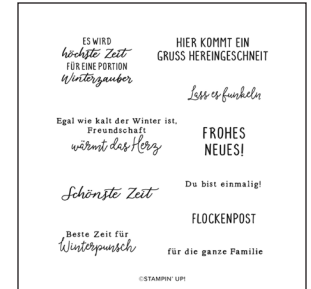 ES WIRD
höchste Zeit
FÜR EINE PORTION
Winterzauber
HIER KOMMT EIN
GRUSS HEREINGESCHNEIT
Lass es funkeln
Egal wie kalt der Winter ist,
Freundschaft
wärmt das Herz
FROHES
NEUES!
Schönste Zeit
Du bist einmalig!
FLOCKENPOST
Beste Zeit für
Winterpunsch
für die ganze Familie
©STAMPIN' UP!